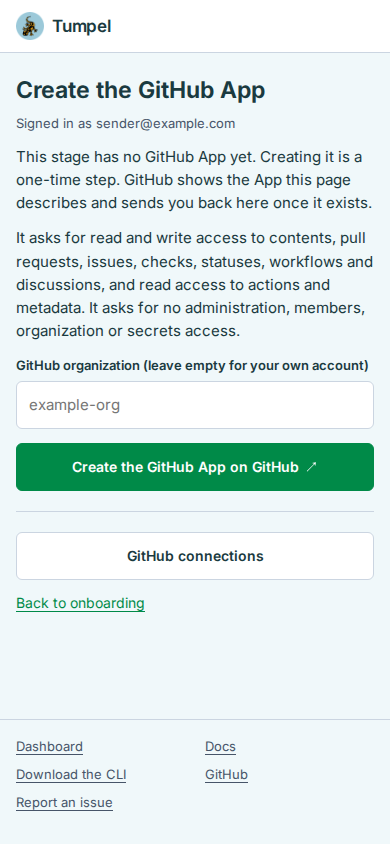 Tumpel
Create the GitHub App
Signed in as sender@example.com
This stage has no GitHub App yet. Creating it is a
one-time step. GitHub shows the App this page
describes and sends you back here once it exists.
It asks for read and write access to contents, pull
requests, issues, checks, statuses, workflows and
discussions, and read access to actions and
metadata. It asks for no administration, members,
organization or secrets access.
GitHub organization (leave empty for your own account)
example-org
Create the GitHub App on GitHub ↗
GitHub connections
Back to onboarding
Dashboard
Docs
Download the CLI
GitHub
Report an issue